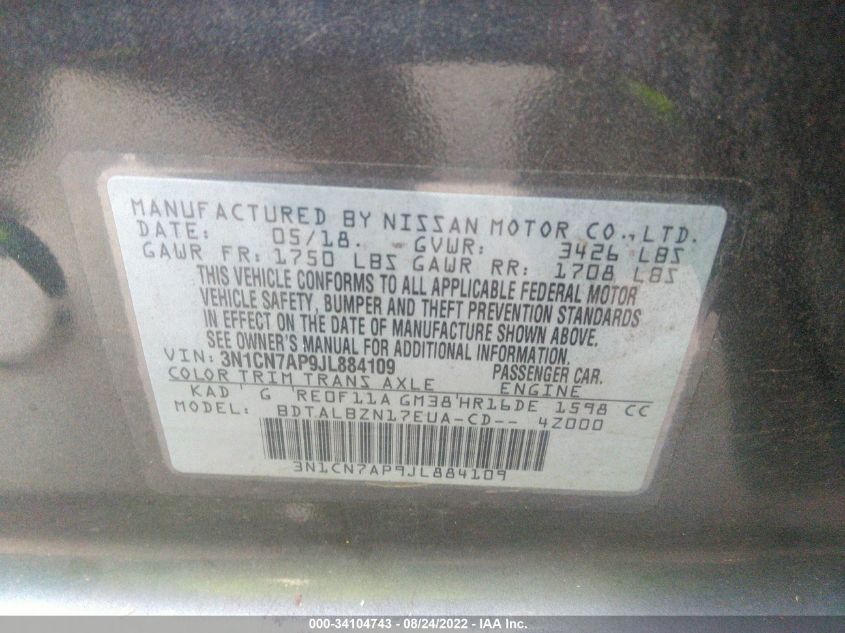 MANUFACTURED BY NISSAN MOTOR CO., LTD.
DATE: 05/18. GVWR: 3426 LBS
GAWR FR: 1750 LBS GAWR RR: 1708 LBS
THIS VEHICLE CONFORMS TO ALL APPLICABLE FEDERAL MOTOR
VEHICLE SAFETY, BUMPER AND THEFT PREVENTION STANDARDS
IN EFFECT ON THE DATE OF MANUFACTURE SHOWN ABOVE.
SEE OWNER'S MANUAL FOR ADDITIONAL INFORMATION.
VIN: 3N1CN7AP9JL884109 PASSENGER CAR.
COLOR TRIM TRANS AXLE ENGINE
KAD G RE0F11A GM38 HR16DE 1598 CC
MODEL: BDTALBZN17EUA-CD-- 4Z000
3N1CN7AP9JL884109
000-34104743 - 08/24/2022 - IAA Inc.